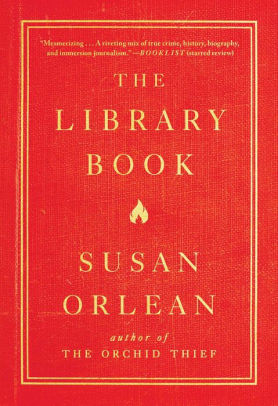 "Mesmerizing . . . A riveting mix of true crime, history, biography,
and immersion journalism." —BOOKLIST (starred review)
THE
LIBRARY
BOOK
SUSAN
ORLEAN
author of
THE ORCHID THIEF